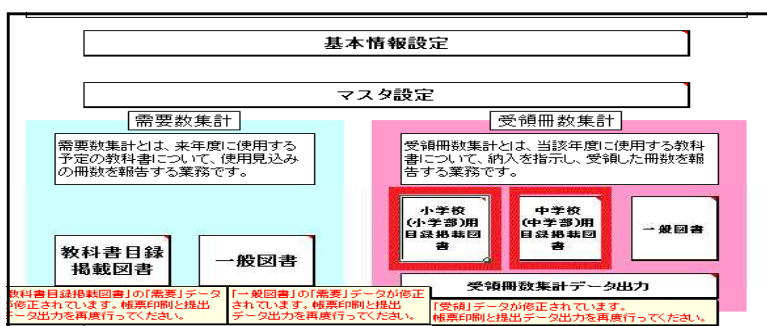 基本情報設定
マスタ設定
需要数集計
需要数集計とは、来年度に使用する
予定の教科書について、使用見込み
の冊数を報告する業務です。
教科書目録
掲載図書
一般図書
教科書目録掲載図書」の「需要」データ
が修正されています。帳票印刷と提出
データ出力を再度行ってください。
「一般図書」の「需要」データが修正
されています。帳票印刷と提出
データ出力を再度行ってください。
受領冊数集計
受領冊数集計とは、当該年度に使用する教科
書について、納入を指示し、受領した冊数を報
告する業務です。
小学校
(小学部)用
目録掲載図
書
中学校
(中学部)用
目録掲載図
書
一般図書
受領冊数集計データ出力
「受領」データが修正されています。
帳票印刷と提出データ出力を再度行ってください。